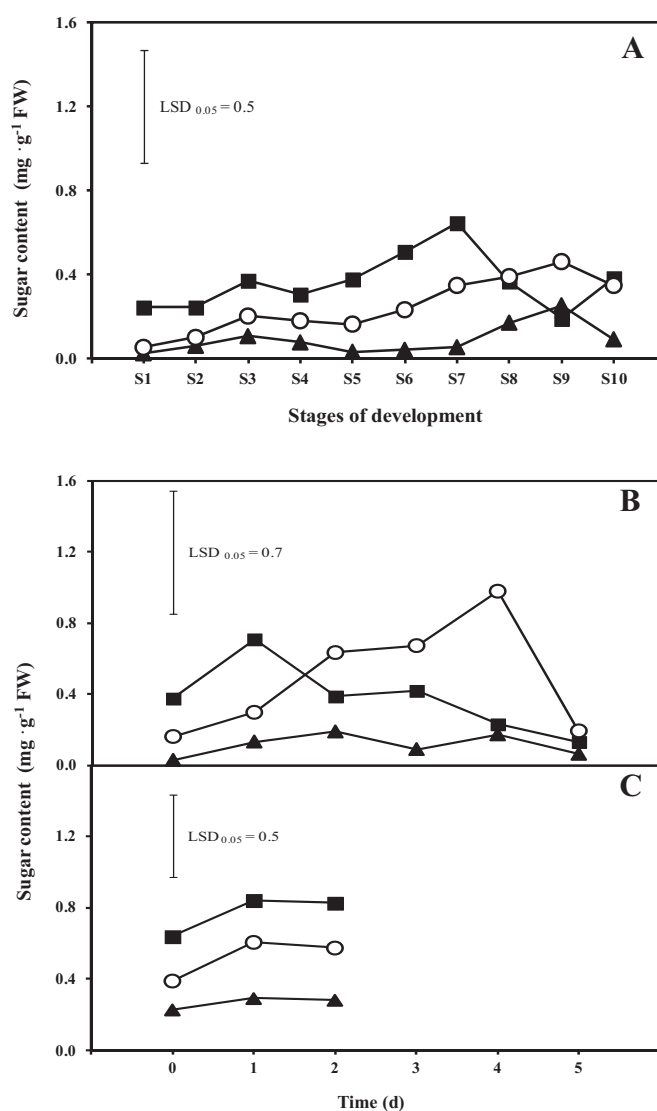 A
1.6
1.2
0.8
0.4
0.0
Sugar content (mg ·g-1 FW)
LSD 0.05 = 0.5
S1 S2 S3 S4 S5 S6 S7 S8 S9 S10
Stages of development
B
1.6
1.2
0.8
0.4
0.0
LSD 0.05 = 0.7
Sugar content (mg ·g-1 FW)
C
1.2
0.8
0.4
0.0
LSD 0.05 = 0.5
0 1 2 3 4 5
Time (d)